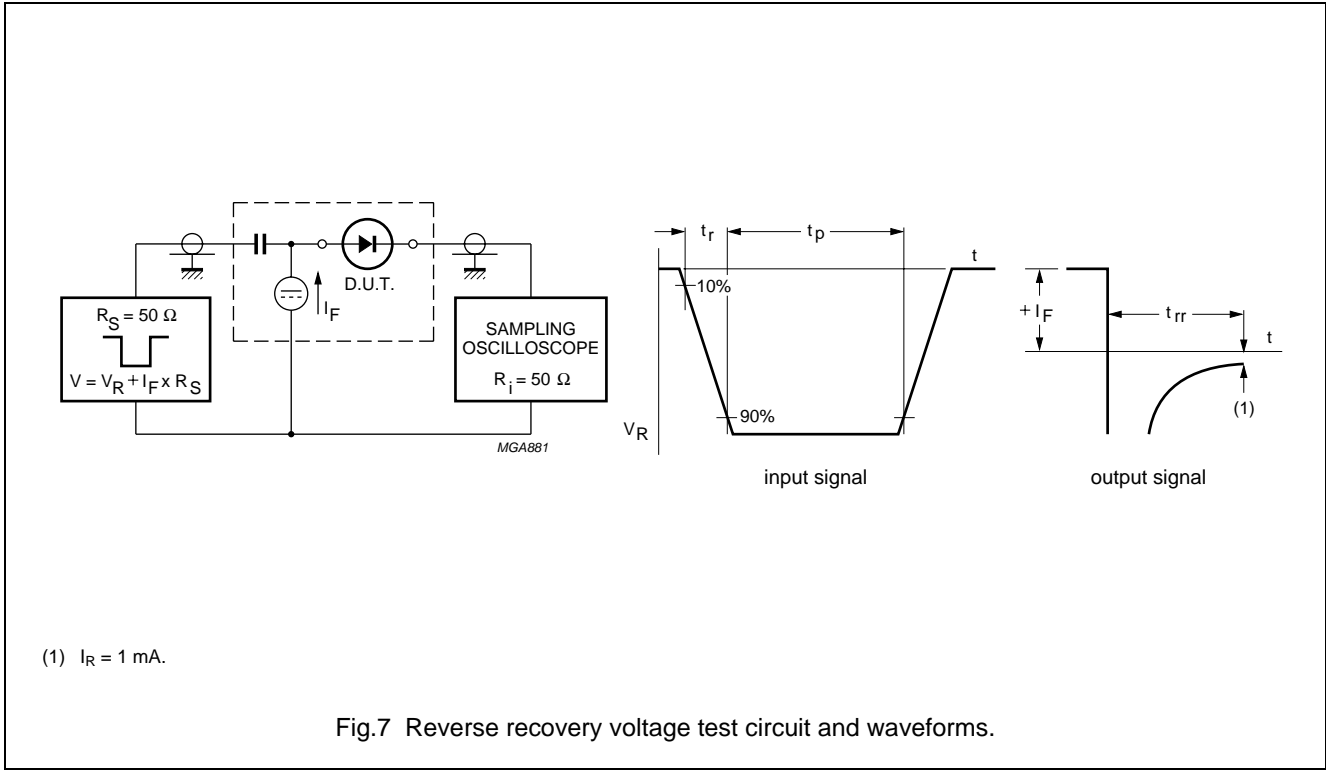 R_S = 50 Ω
V = V_R + I_F x R_S
I_F
D.U.T.
SAMPLING
OSCILLOSCOPE
R_i = 50 Ω
MGA881
t_r
t_p
t
10%
90%
V_R
input signal
+ I_F
t_rr
t
(1)
output signal
(1) I_R = 1 mA.
Fig.7 Reverse recovery voltage test circuit and waveforms.